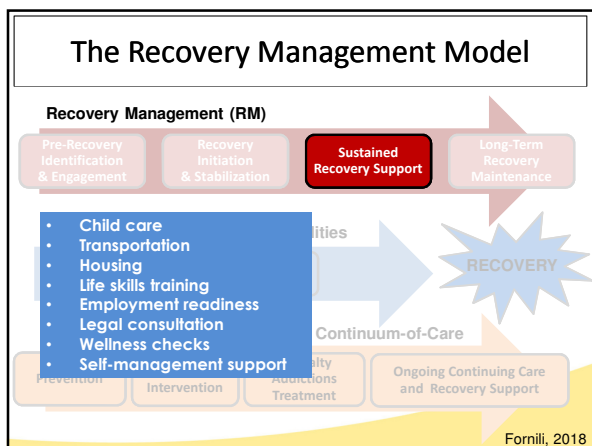 The Recovery Management Model
Recovery Management (RM)
Pre-Recovery
Identification
& Engagement
Recovery
Initiation
& Stabilization
Sustained
Recovery Support
Long-Term
Recovery
Maintenance
• Child care
• Transportation
• Housing
• Life skills training
• Employment readiness
• Legal consultation
• Wellness checks
• Self-management support
RECOVERY
Continuum-of-Care
Prevention
Intervention
Addictions
Treatment
Ongoing Continuing Care
and Recovery Support
Fornili, 2018